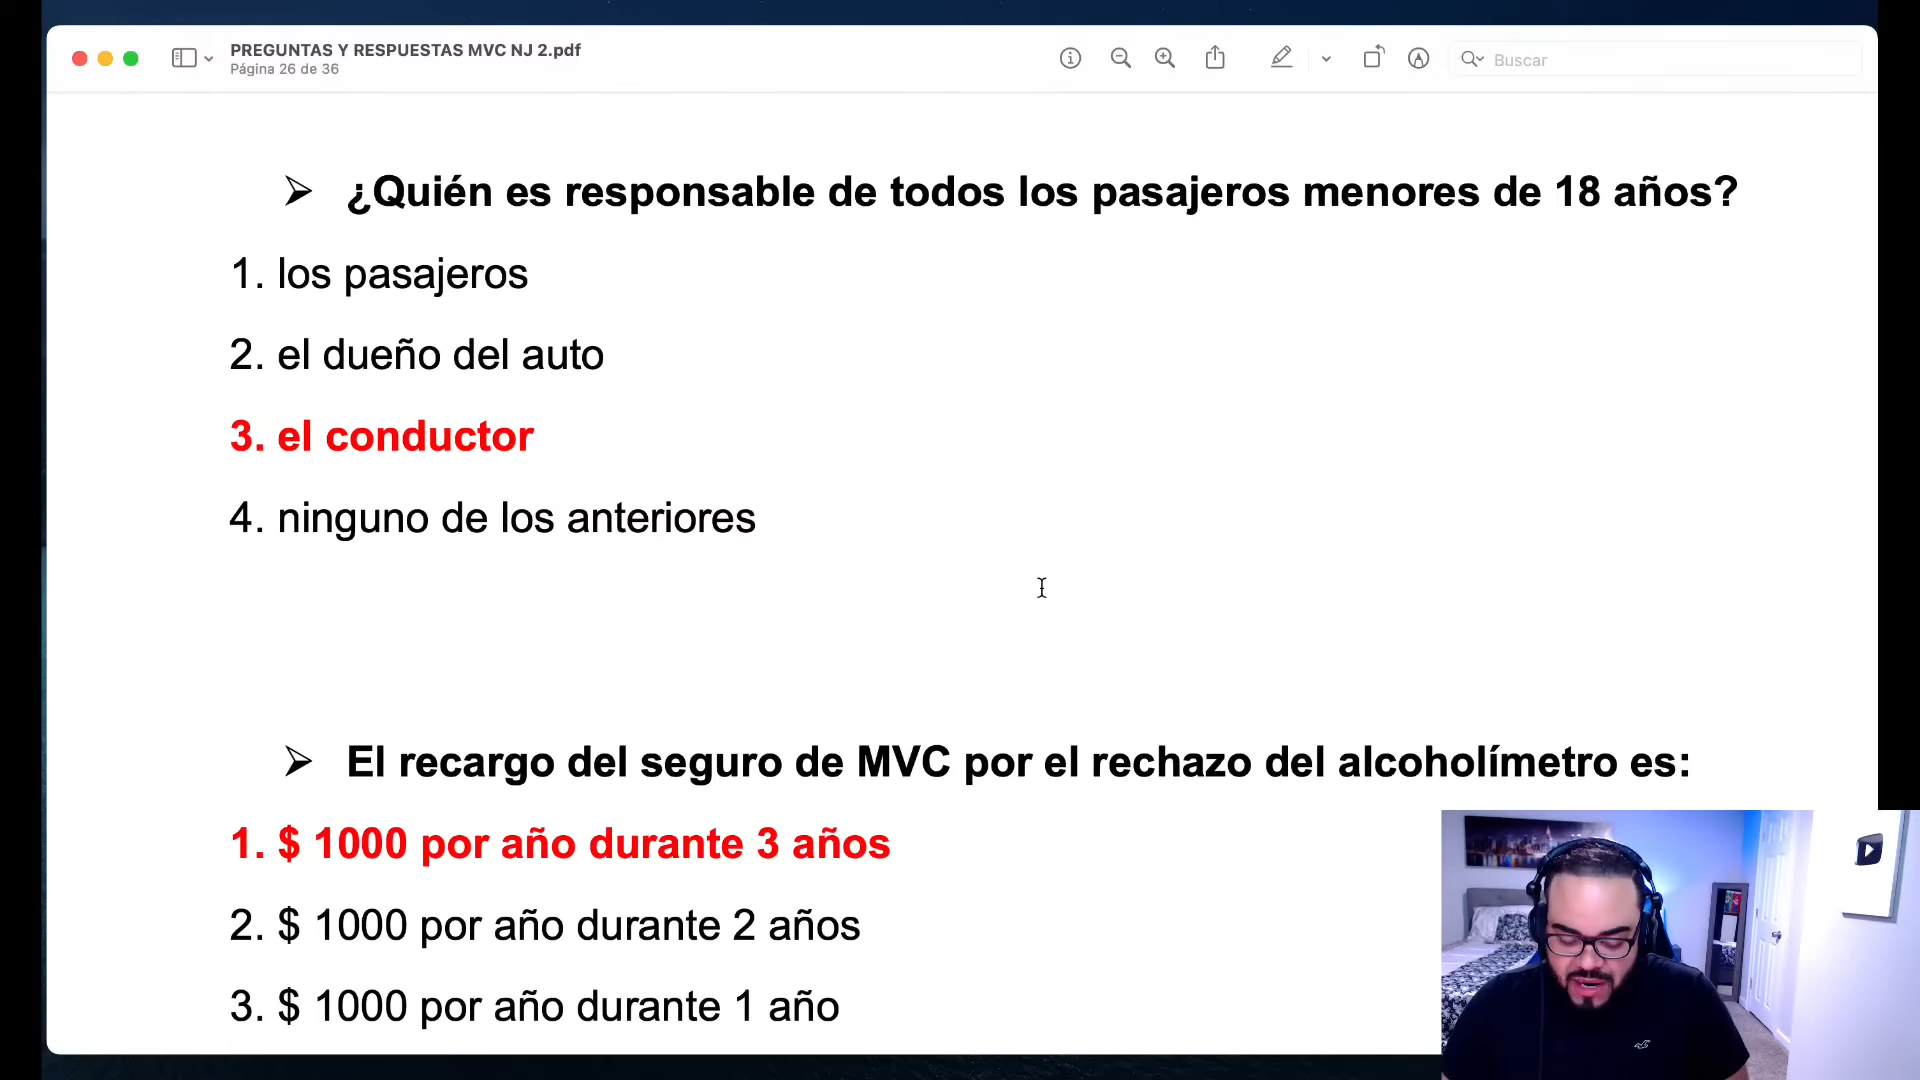 PREGUNTAS Y RESPUESTAS MVC NJ 2.pdf
Página 26 de 36
Buscar
➢ ¿Quién es responsable de todos los pasajeros menores de 18 años?
1. los pasajeros
2. el dueño del auto
3. el conductor
4. ninguno de los anteriores
➢ El recargo del seguro de MVC por el rechazo del alcoholímetro es:
1. $ 1000 por año durante 3 años
2. $ 1000 por año durante 2 años
3. $ 1000 por año durante 1 año